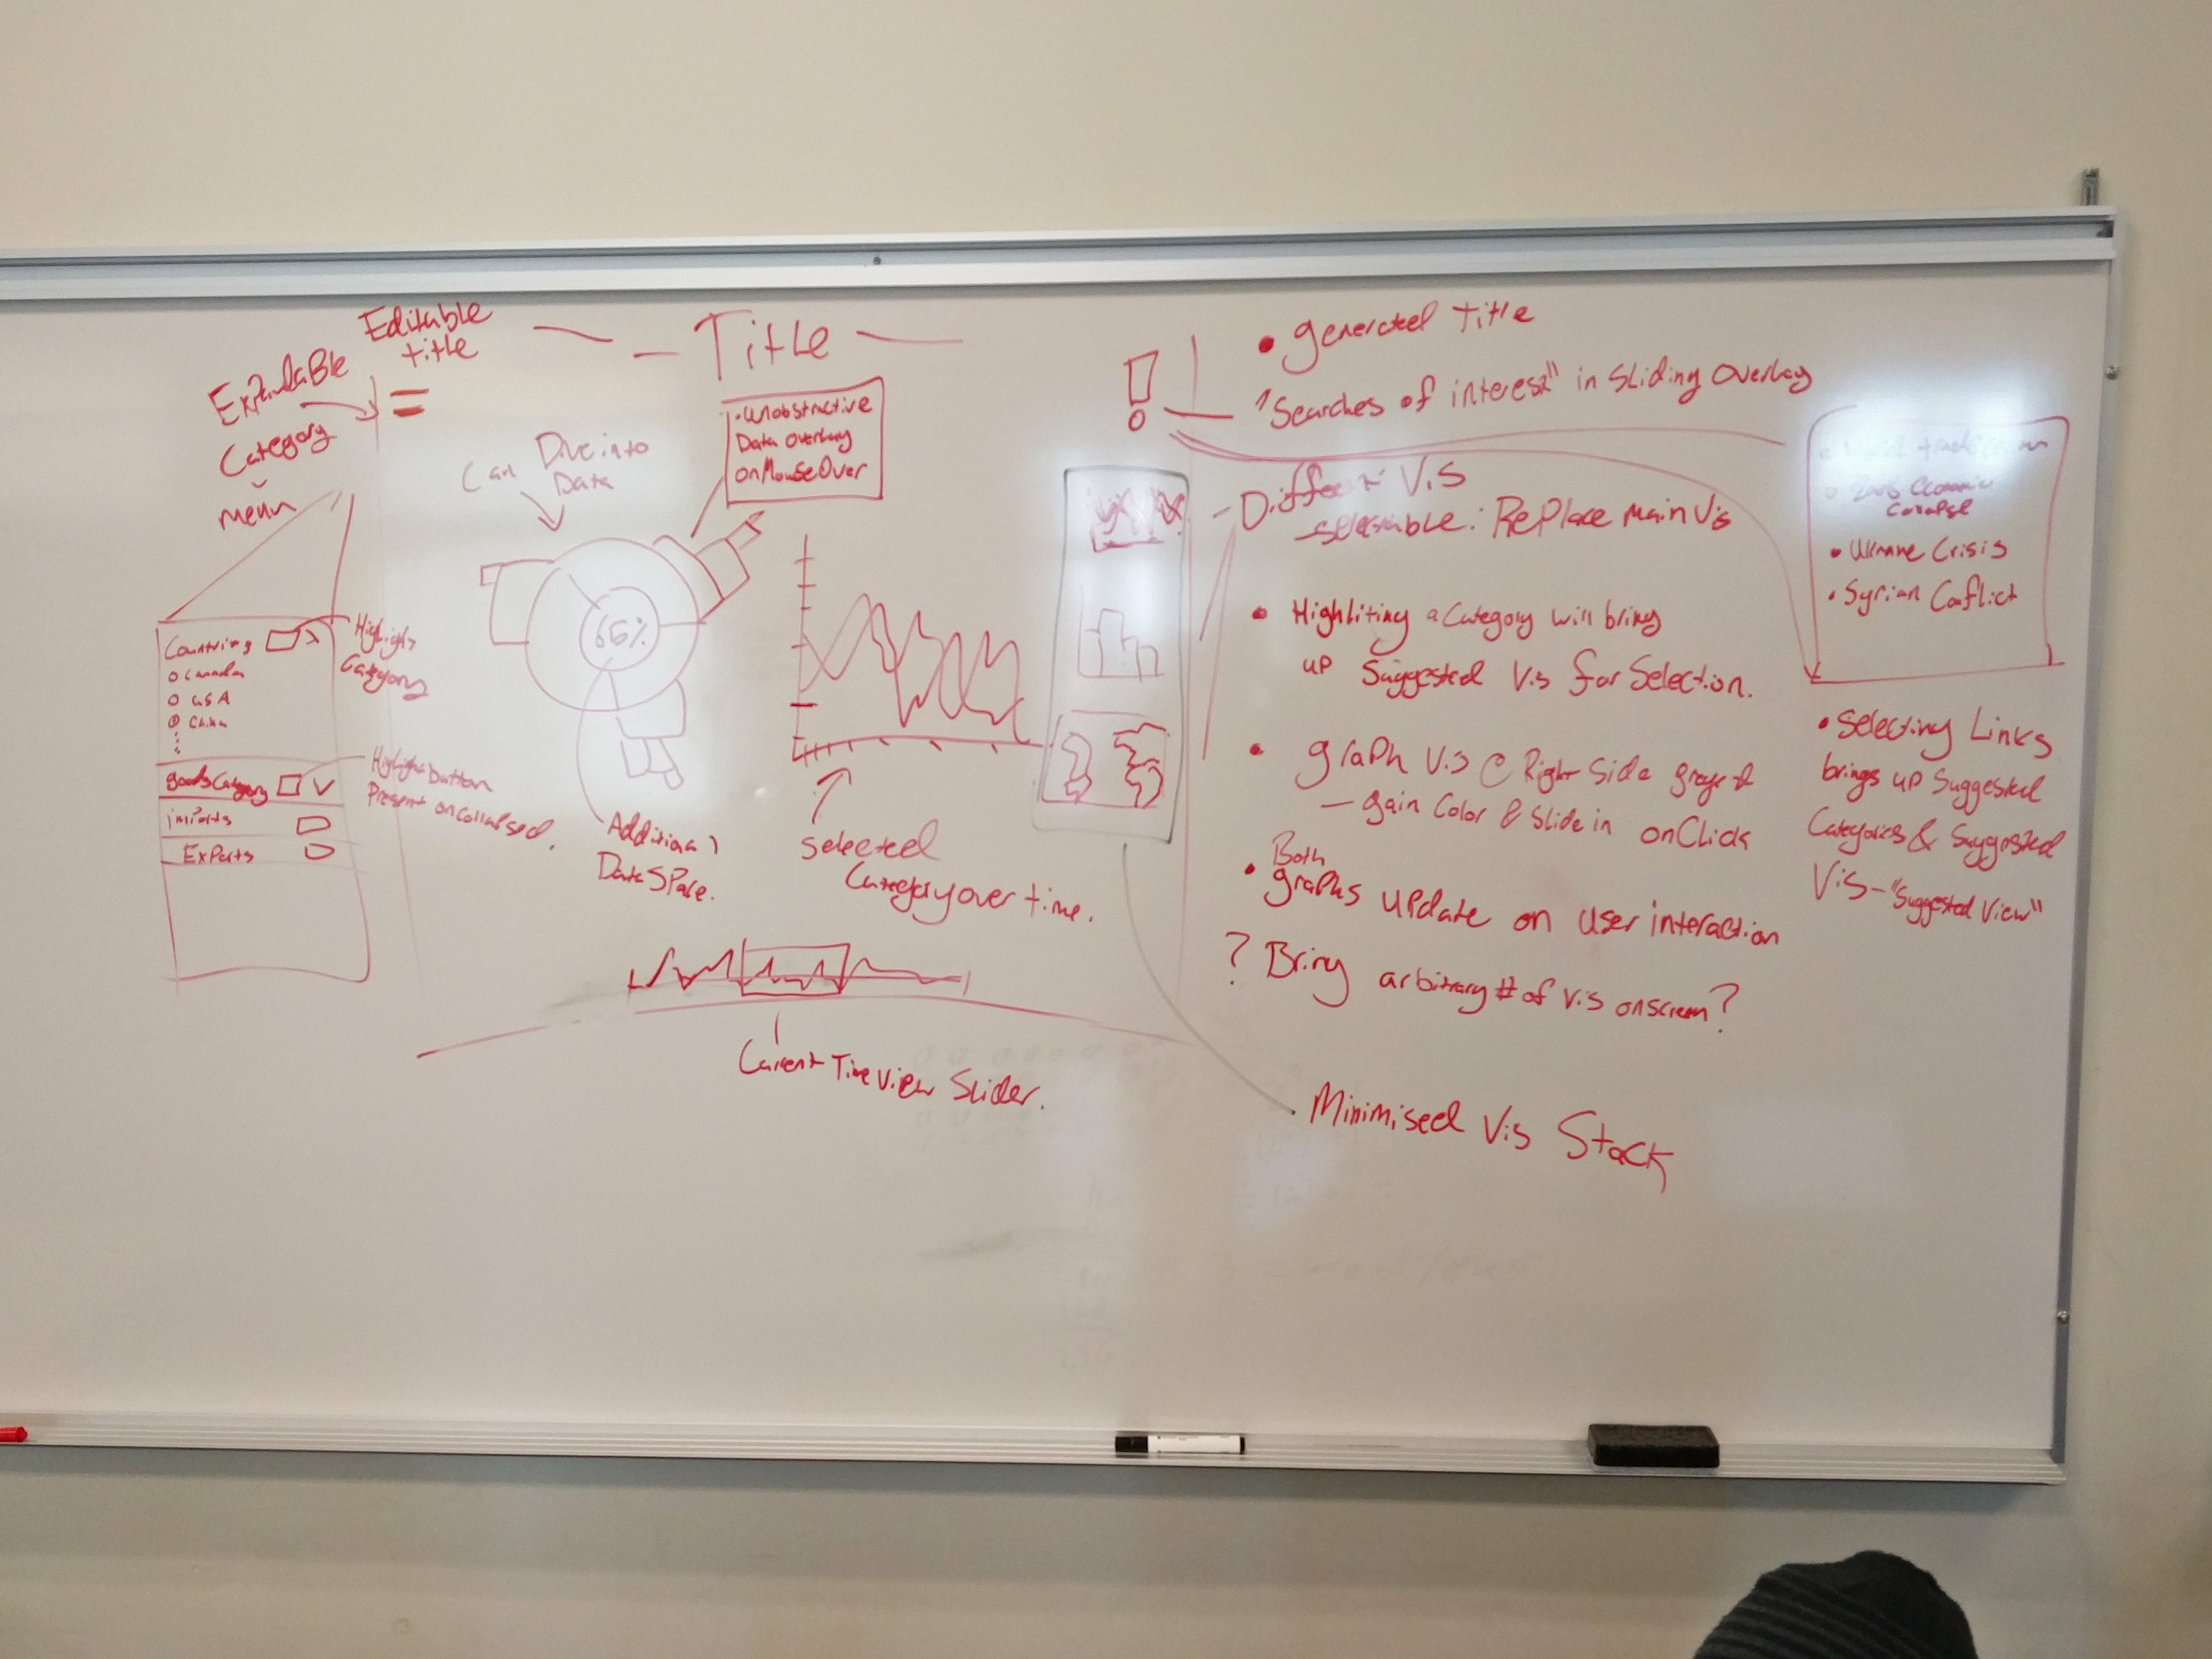 Editable
title
Title
Expandable
Category
menu
Can Dive into
Data
• Unobstructive
Data Overlay
onMouseOver
65%
Countries
Canada
USA
China
Highlight
Category
goods Category
imports
Exports
Highlight button
Present on collapsed.
Additional
Data Space.
Selected
Category over time.
Current Time View Slider.
!
• generated title
"Searches of interest" in Sliding Overlay
- Different Vis
- selectable: Replace main Vis
• Highliting a Category will bring
up Suggested Vis for Selection.
• graph Vis @ Right Side greyed
- gain Color & Slide in onClick
• Both
graphs update on user interaction
? Bring arbitrary # of vis onscreen?
Minimised Vis Stack
2008 Economic
Collapse
• Ukraine Crisis
• Syrian Conflict
• Selecting Links
brings up Suggested
Categories & Suggested
Vis - "Suggested View"